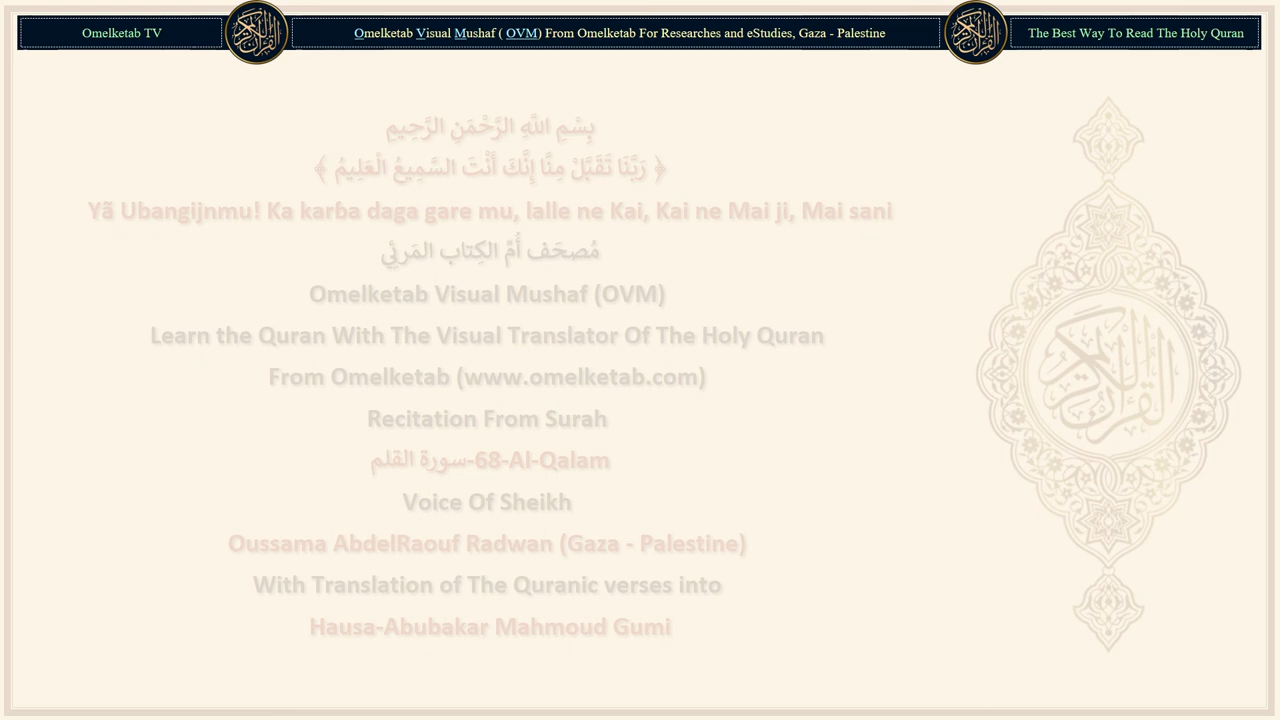 Omelketab TV
Omelketab Visual Mushaf ( OVM) From Omelketab For Researches and eStudies, Gaza - Palestine
The Best Way To Read The Holy Quran
بِسْمِ اللَّهِ الرَّحْمَنِ الرَّحِيمِ
﴿ رَبَّنَا تَقَبَّلْ مِنَّا إِنَّكَ أَنْتَ السَّمِيعُ الْعَلِيمُ ﴾
Yã Ubangijnmu! Ka karɓa daga gare mu, lalle ne Kai, Kai ne Mai ji, Mai sani
مُصحَف أُمِّ الكِتاب المَرئِي
Omelketab Visual Mushaf (OVM)
Learn the Quran With The Visual Translator Of The Holy Quran
From Omelketab (www.omelketab.com)
Recitation From Surah
سورة القلم-68-Al-Qalam
Voice Of Sheikh
Oussama AbdelRaouf Radwan (Gaza - Palestine)
With Translation of The Quranic verses into
Hausa-Abubakar Mahmoud Gumi